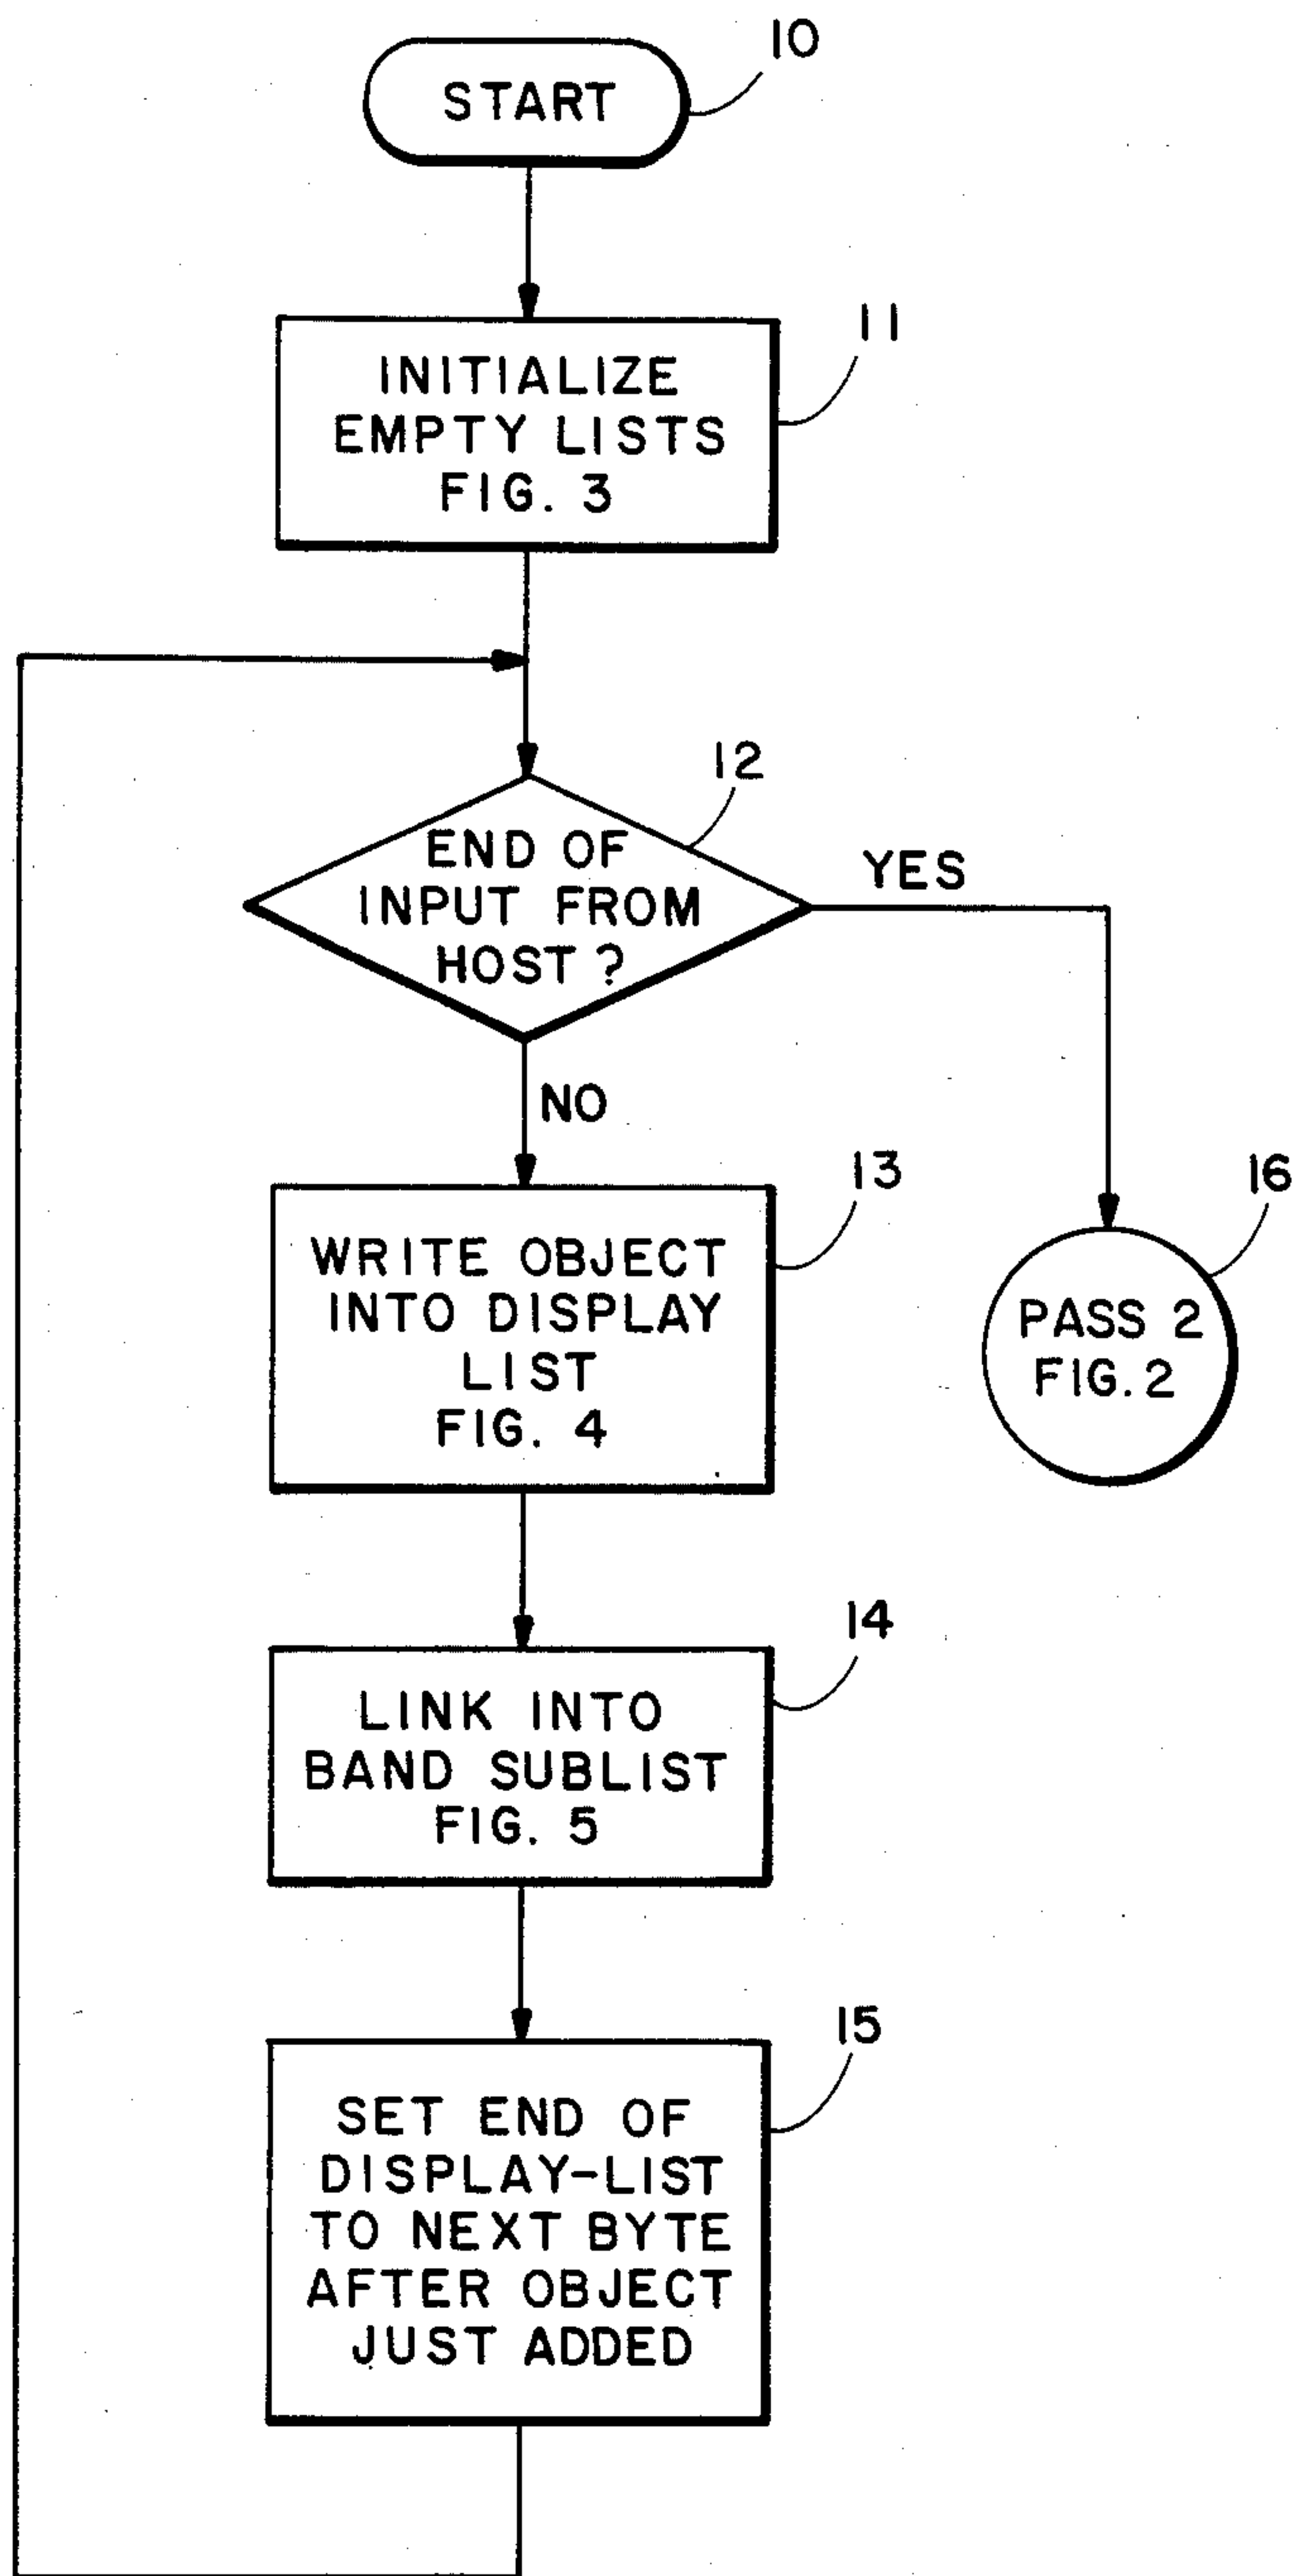 10
START
11
INITIALIZE
EMPTY LISTS
FIG. 3
12
END OF
INPUT FROM
HOST ?
YES
NO
13
WRITE OBJECT
INTO DISPLAY
LIST
FIG. 4
16
PASS 2
FIG. 2
14
LINK INTO
BAND SUBLIST
FIG. 5
15
SET END OF
DISPLAY-LIST
TO NEXT BYTE
AFTER OBJECT
JUST ADDED